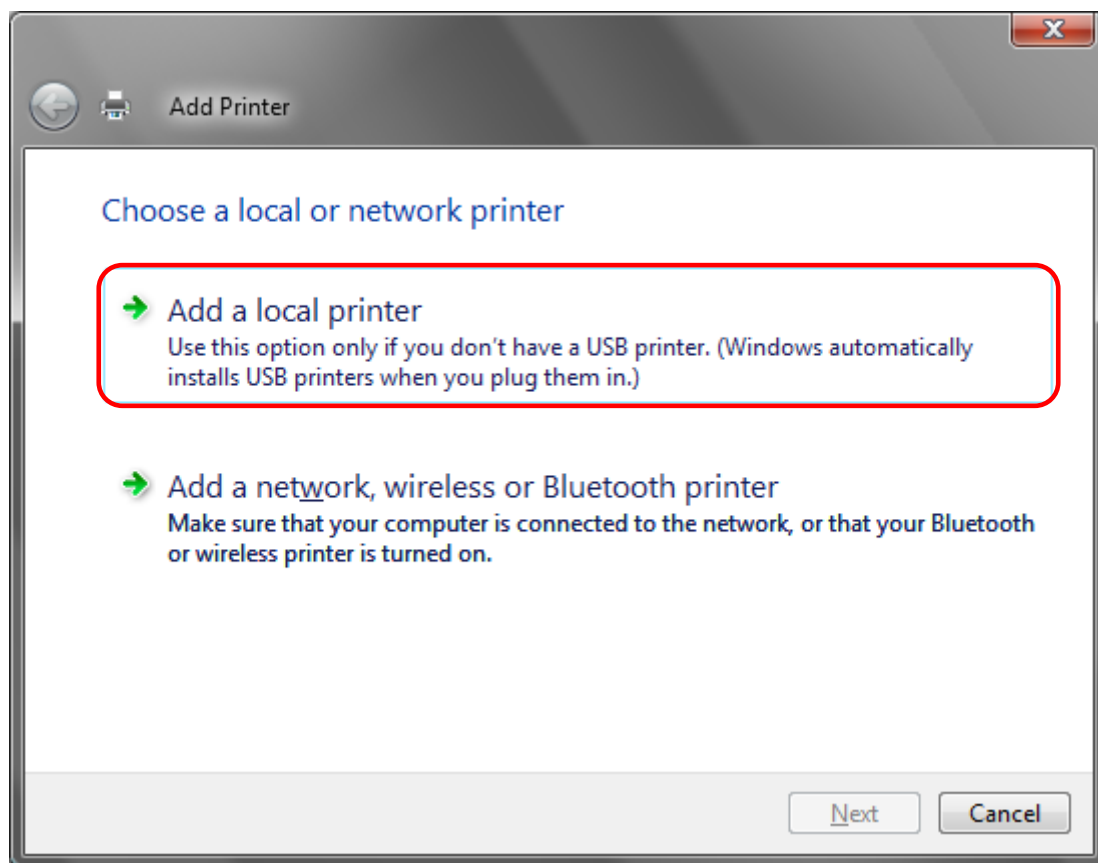 Add Printer
Choose a local or network printer
Add a local printer
Use this option only if you don't have a USB printer. (Windows automatically
installs USB printers when you plug them in.)
Add a network, wireless or Bluetooth printer
Make sure that your computer is connected to the network, or that your Bluetooth
or wireless printer is turned on.
Next Cancel